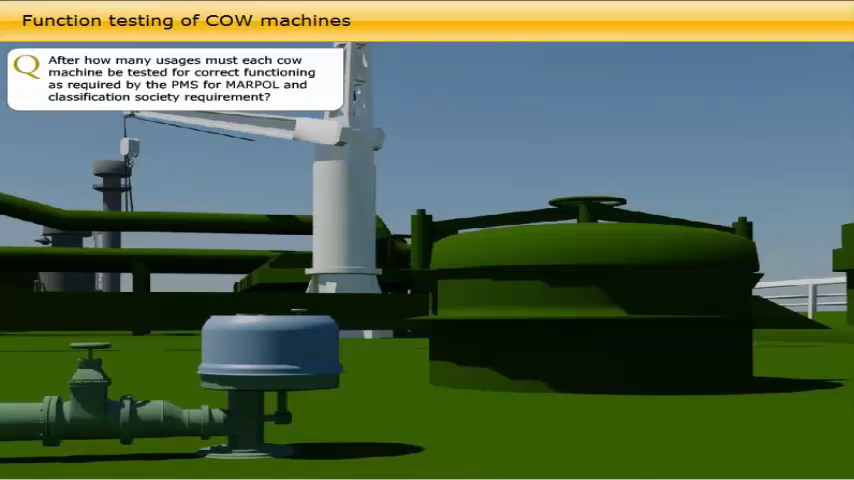 Function testing of COW machines
Q
After how many usages must each cow
machine be tested for correct functioning
as required by the PMS for MARPOL and
classification society requirement?